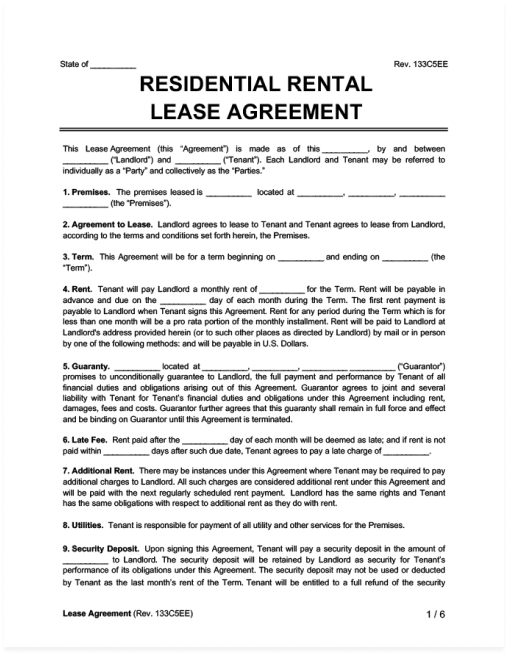 State of __________ Rev. 133C5EE
RESIDENTIAL RENTAL
LEASE AGREEMENT
This Lease Agreement (this “Agreement”) is made as of this __________, by and between
__________ (“Landlord”) and __________ (“Tenant”). Each Landlord and Tenant may be referred to
individually as a “Party” and collectively as the “Parties.”
1. Premises. The premises leased is __________ located at __________, __________, __________
__________ (the “Premises”).
2. Agreement to Lease. Landlord agrees to lease to Tenant and Tenant agrees to lease from Landlord,
according to the terms and conditions set forth herein, the Premises.
3. Term. This Agreement will be for a term beginning on __________ and ending on __________ (the
“Term”).
4. Rent. Tenant will pay Landlord a monthly rent of __________ for the Term. Rent will be payable in
advance and due on the __________ day of each month during the Term. The first rent payment is
payable to Landlord when Tenant signs this Agreement. Rent for any period during the Term which is for
less than one month will be a pro rata portion of the monthly installment. Rent will be paid to Landlord at
Landlord's address provided herein (or to such other places as directed by Landlord) by mail or in person
by one of the following methods: and will be payable in U.S. Dollars.
5. Guaranty. __________ located at __________, __________, __________ __________ (“Guarantor”)
promises to unconditionally guarantee to Landlord, the full payment and performance by Tenant of all
financial duties and obligations arising out of this Agreement. Guarantor agrees to joint and several
liability with Tenant for Tenant's financial duties and obligations under this Agreement including rent,
damages, fees and costs. Guarantor further agrees that this guaranty shall remain in full force and effect
and be binding on Guarantor until this Agreement is terminated.
6. Late Fee. Rent paid after the __________ day of each month will be deemed as late; and if rent is not
paid within __________ days after such due date, Tenant agrees to pay a late charge of __________.
7. Additional Rent. There may be instances under this Agreement where Tenant may be required to pay
additional charges to Landlord. All such charges are considered additional rent under this Agreement and
will be paid with the next regularly scheduled rent payment. Landlord has the same rights and Tenant
has the same obligations with respect to additional rent as they do with rent.
8. Utilities. Tenant is responsible for payment of all utility and other services for the Premises.
9. Security Deposit. Upon signing this Agreement, Tenant will pay a security deposit in the amount of
__________ to Landlord. The security deposit will be retained by Landlord as security for Tenant's
performance of its obligations under this Agreement. The security deposit may not be used or deducted
by Tenant as the last month's rent of the Term. Tenant will be entitled to a full refund of the security
Lease Agreement (Rev. 133C5EE) 1 / 6